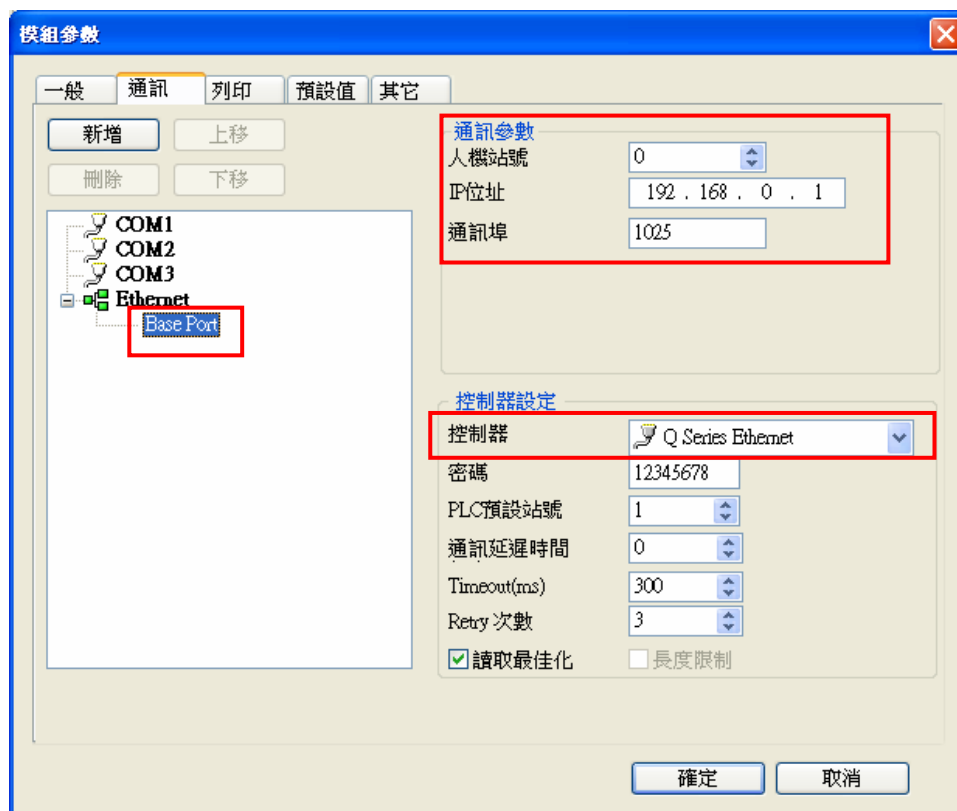 模組參數
一般 通訊 列印 預設值 其它
新增 上移
刪除 下移
COM1
COM2
COM3
Ethernet
Base Port
通訊參數
人機站號 0
IP位址 192 . 168 . 0 . 1
通訊埠 1025
控制器設定
控制器 Q Series Ethernet
密碼 12345678
PLC預設站號 1
通訊延遲時間 0
Timeout(ms) 300
Retry 次數 3
讀取最佳化 長度限制
確定 取消